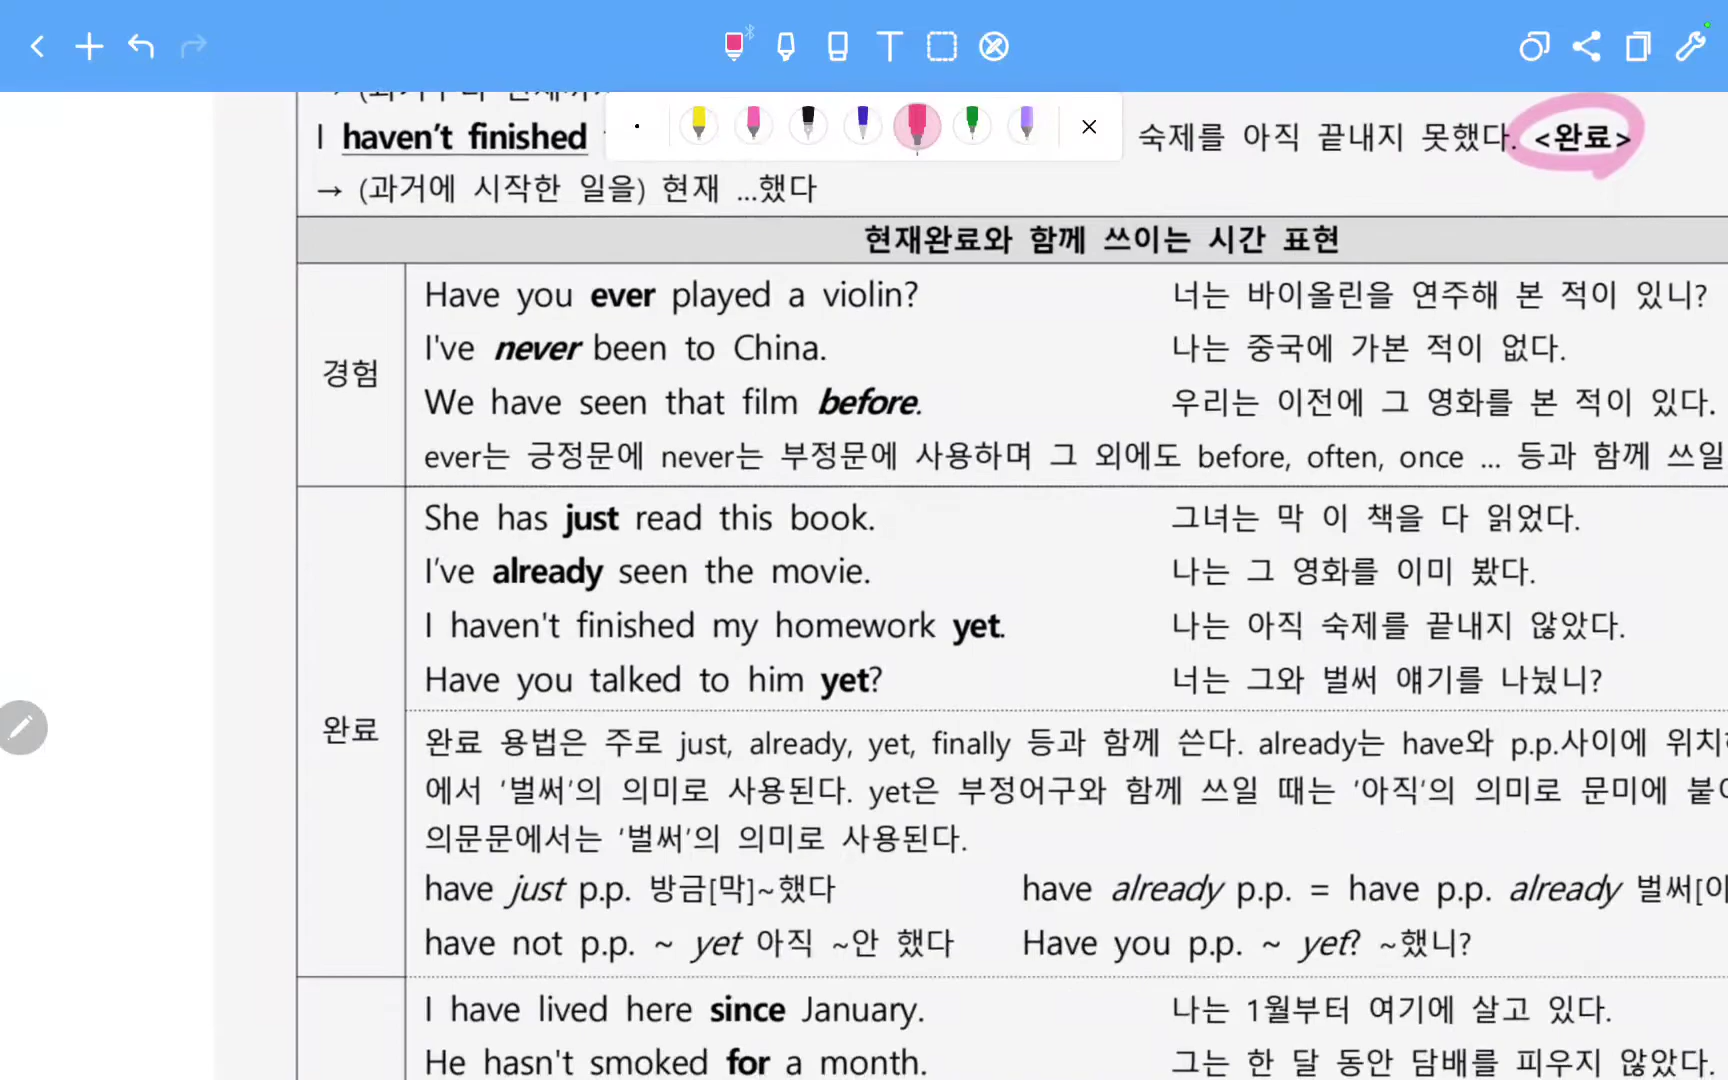 I haven't finished 숙제를 아직 끝내지 못했다. <완료>
→ (과거에 시작한 일을) 현재 ...했다
현재완료와 함께 쓰이는 시간 표현
경험
Have you ever played a violin? 너는 바이올린을 연주해 본 적이 있니?
I've never been to China. 나는 중국에 가본 적이 없다.
We have seen that film before. 우리는 이전에 그 영화를 본 적이 있다.
ever는 긍정문에 never는 부정문에 사용하며 그 외에도 before, often, once ... 등과 함께 쓰일
완료
She has just read this book. 그녀는 막 이 책을 다 읽었다.
I've already seen the movie. 나는 그 영화를 이미 봤다.
I haven't finished my homework yet. 나는 아직 숙제를 끝내지 않았다.
Have you talked to him yet? 너는 그와 벌써 얘기를 나눴니?
완료 용법은 주로 just, already, yet, finally 등과 함께 쓴다. already는 have와 p.p.사이에 위치
에서 '벌써'의 의미로 사용된다. yet은 부정어구와 함께 쓰일 때는 '아직'의 의미로 문미에
의문문에서는 '벌써'의 의미로 사용된다.
have just p.p. 방금[막]~했다 have already p.p. = have p.p. already 벌써[이
have not p.p. ~ yet 아직 ~안 했다 Have you p.p. ~ yet? ~했니?
I have lived here since January. 나는 1월부터 여기에 살고 있다.
He hasn't smoked for a month. 그는 한 달 동안 담배를 피우지 않았다.